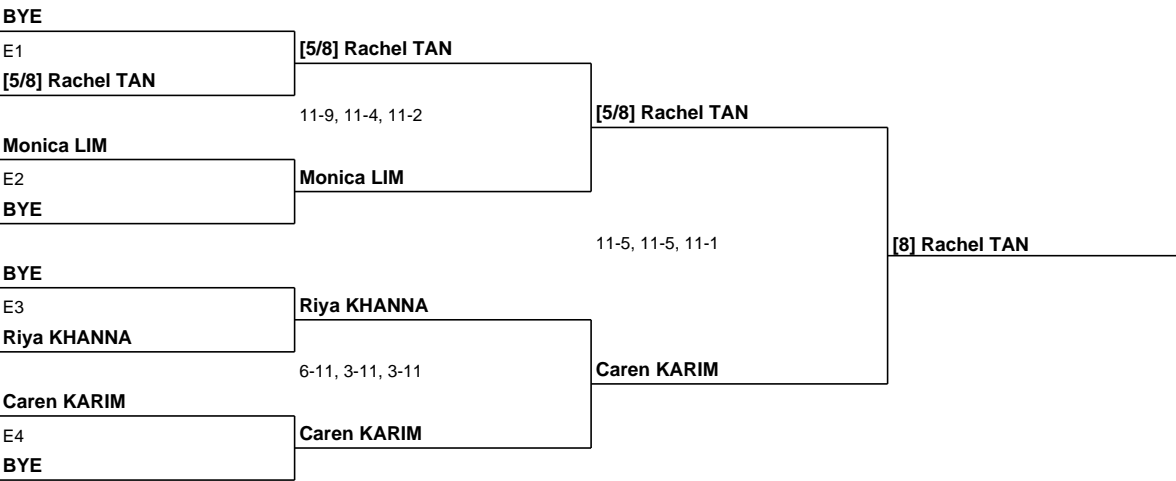 BYE
E1
[5/8] Rachel TAN
Monica LIM
E2
BYE
BYE
E3
Riya KHANNA
Caren KARIM
E4
BYE
[5/8] Rachel TAN
11-9, 11-4, 11-2
Monica LIM
Riya KHANNA
6-11, 3-11, 3-11
Caren KARIM
[5/8] Rachel TAN
11-5, 11-5, 11-1
Caren KARIM
[8] Rachel TAN